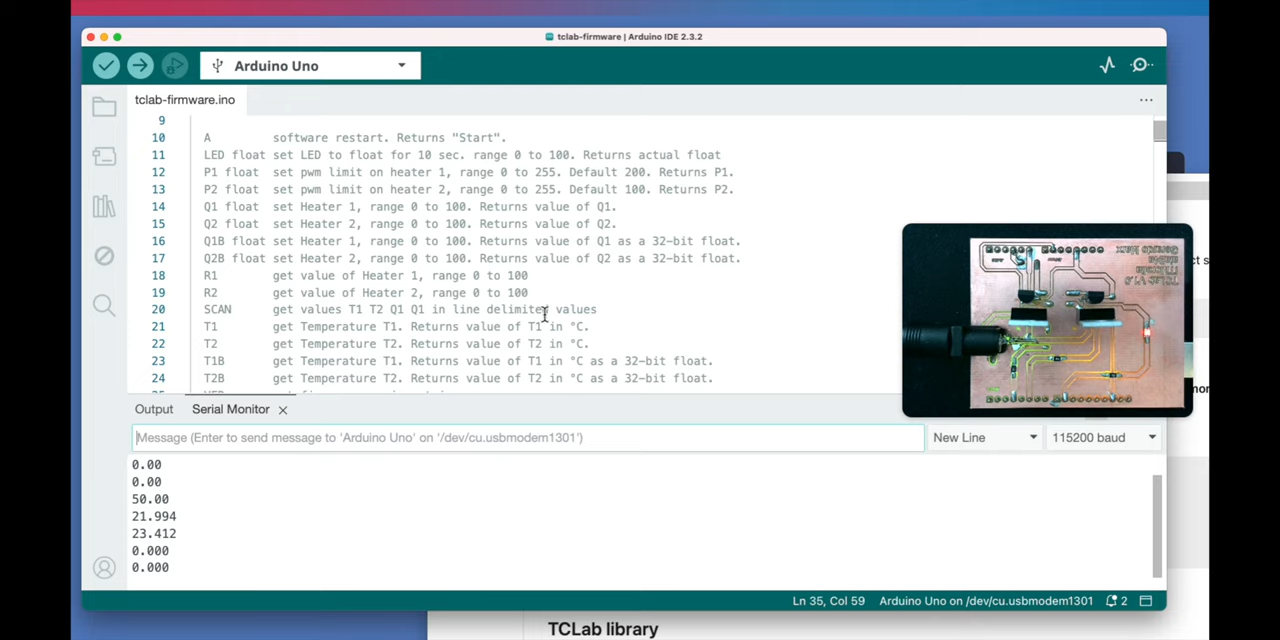 tclab-firmware | Arduino IDE 2.3.2
Arduino Uno
tclab-firmware.ino
9
10 A software restart. Returns "Start".
11 LED float set LED to float for 10 sec. range 0 to 100. Returns actual float
12 P1 float set pwm limit on heater 1, range 0 to 255. Default 200. Returns P1.
13 P2 float set pwm limit on heater 2, range 0 to 255. Default 100. Returns P2.
14 Q1 float set Heater 1, range 0 to 100. Returns value of Q1.
15 Q2 float set Heater 2, range 0 to 100. Returns value of Q2.
16 Q1B float set Heater 1, range 0 to 100. Returns value of Q1 as a 32-bit float.
17 Q2B float set Heater 2, range 0 to 100. Returns value of Q2 as a 32-bit float.
18 R1 get value of Heater 1, range 0 to 100
19 R2 get value of Heater 2, range 0 to 100
20 SCAN get values T1 T2 Q1 Q1 in line delimited values
21 T1 get Temperature T1. Returns value of T1 in °C.
22 T2 get Temperature T2. Returns value of T2 in °C.
23 T1B get Temperature T1. Returns value of T1 in °C as a 32-bit float.
24 T2B get Temperature T2. Returns value of T2 in °C as a 32-bit float.
Output Serial Monitor
Message (Enter to send message to 'Arduino Uno' on '/dev/cu.usbmodem1301')
New Line
115200 baud
0.00
0.00
50.00
21.994
23.412
0.000
0.000
Ln 35, Col 59 Arduino Uno on /dev/cu.usbmodem1301 2
TCLab library